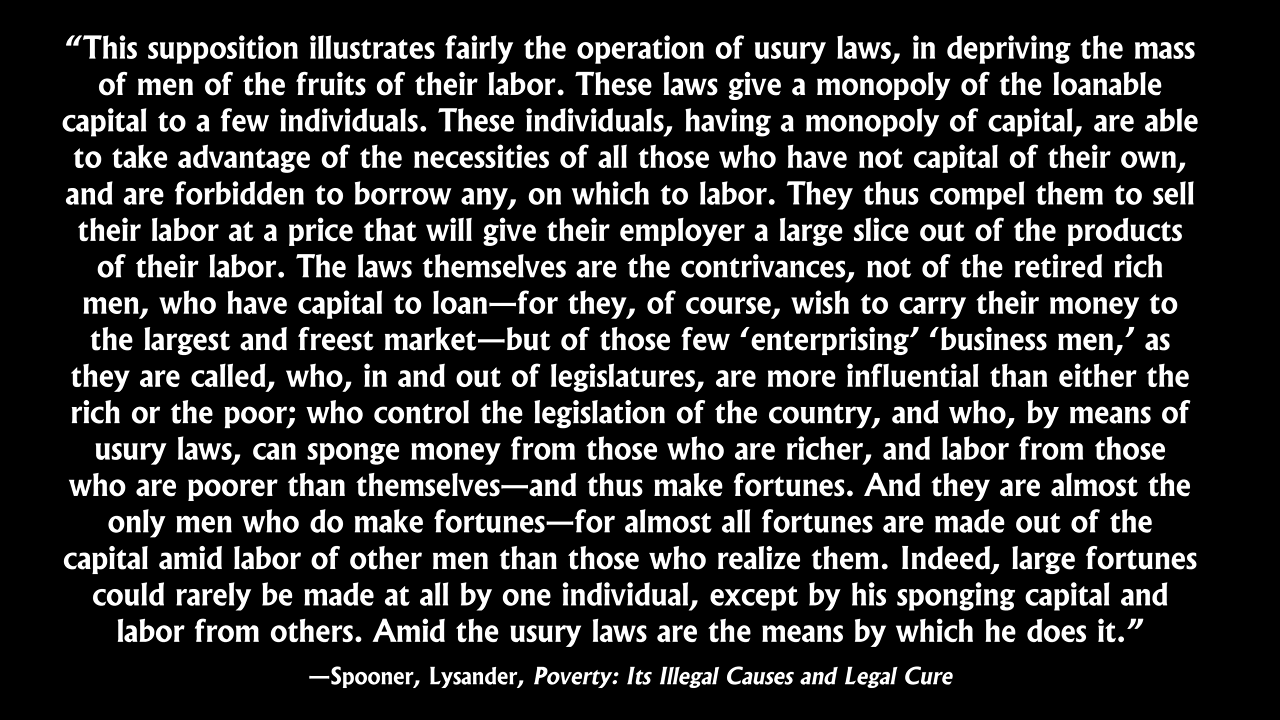 “This supposition illustrates fairly the operation of usury laws, in depriving the mass
of men of the fruits of their labor. These laws give a monopoly of the loanable
capital to a few individuals. These individuals, having a monopoly of capital, are able
to take advantage of the necessities of all those who have not capital of their own,
and are forbidden to borrow any, on which to labor. They thus compel them to sell
their labor at a price that will give their employer a large slice out of the products
of their labor. The laws themselves are the contrivances, not of the retired rich
men, who have capital to loan—for they, of course, wish to carry their money to
the largest and freest market—but of those few ‘enterprising’ ‘business men,’ as
they are called, who, in and out of legislatures, are more influential than either the
rich or the poor; who control the legislation of the country, and who, by means of
usury laws, can sponge money from those who are richer, and labor from those
who are poorer than themselves—and thus make fortunes. And they are almost the
only men who do make fortunes—for almost all fortunes are made out of the
capital amid labor of other men than those who realize them. Indeed, large fortunes
could rarely be made at all by one individual, except by his sponging capital and
labor from others. Amid the usury laws are the means by which he does it.”
—Spooner, Lysander, Poverty: Its Illegal Causes and Legal Cure